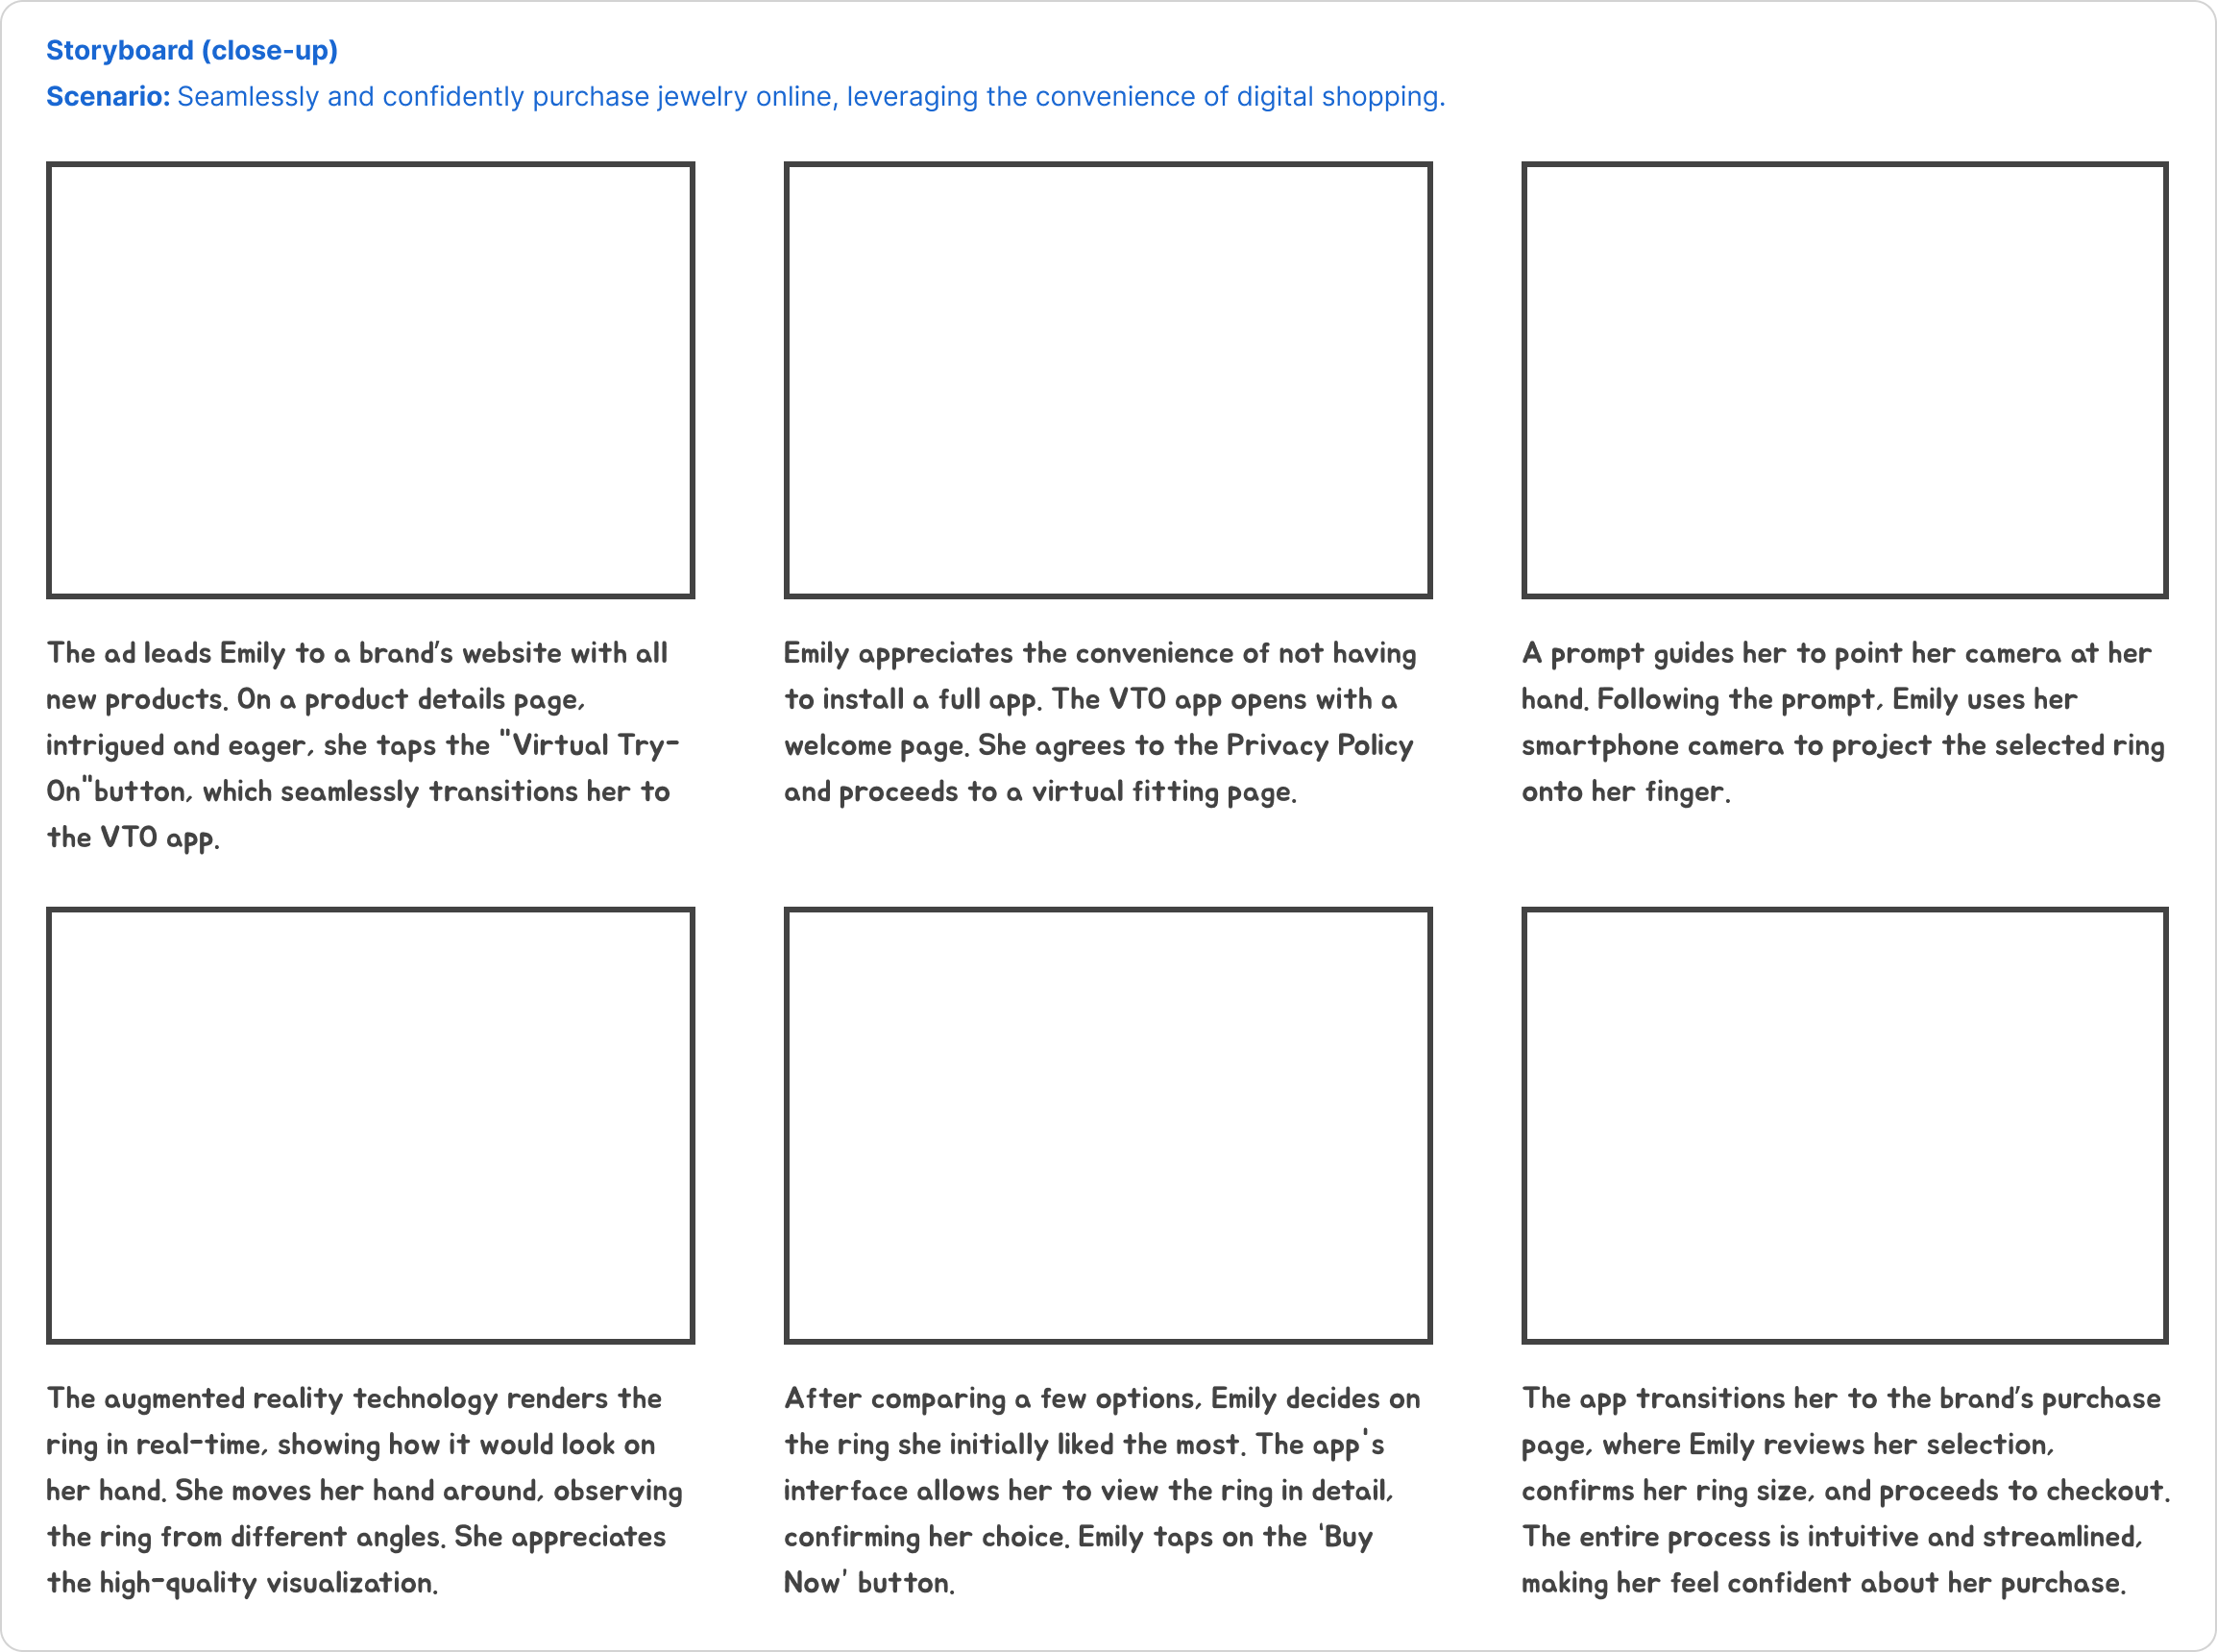 Storyboard (close-up)
Scenario: Seamlessly and confidently purchase jewelry online, leveraging the convenience of digital shopping.
The ad leads Emily to a brand's website with all
new products. On a product details page,
intrigued and eager, she taps the "Virtual Try-
On"button, which seamlessly transitions her to
the VTO app.
Emily appreciates the convenience of not having
to install a full app. The VTO app opens with a
welcome page. She agrees to the Privacy Policy
and proceeds to a virtual fitting page.
A prompt guides her to point her camera at her
hand. Following the prompt, Emily uses her
smartphone camera to project the selected ring
onto her finger.
The augmented reality technology renders the
ring in real-time, showing how it would look on
her hand. She moves her hand around, observing
the ring from different angles. She appreciates
the high-quality visualization.
After comparing a few options, Emily decides on
the ring she initially liked the most. The app's
interface allows her to view the ring in detail,
confirming her choice. Emily taps on the 'Buy
Now' button.
The app transitions her to the brand's purchase
page, where Emily reviews her selection,
confirms her ring size, and proceeds to checkout.
The entire process is intuitive and streamlined,
making her feel confident about her purchase.